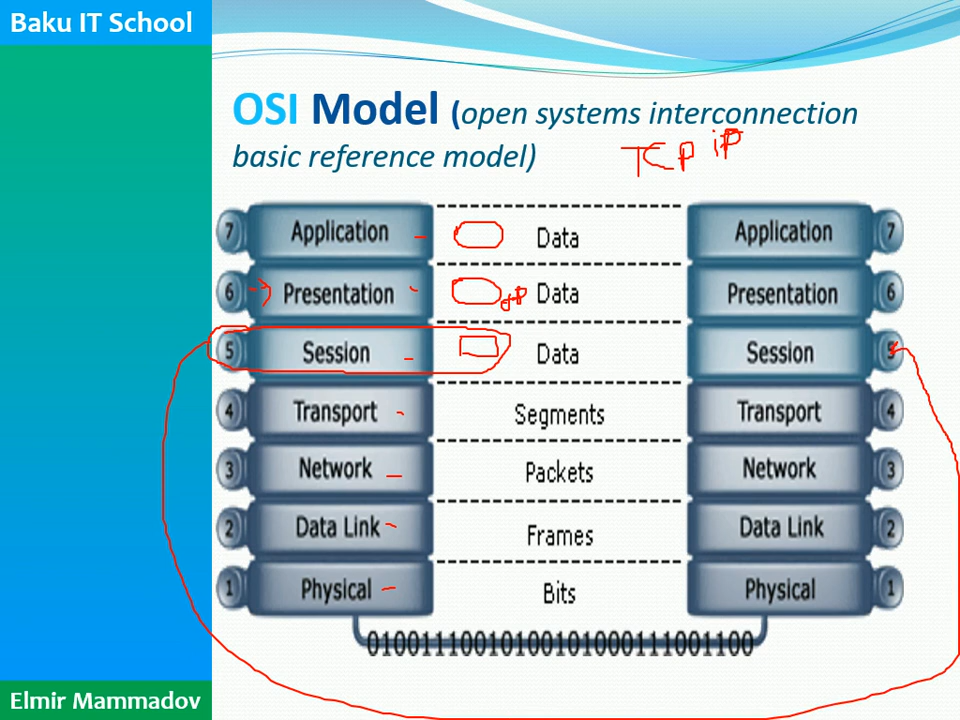 Baku IT School
OSI Model (open systems interconnection
basic reference model)
TCP iP
7 Application Data Application 7
6 Presentation Data Presentation 6
5 Session Data Session 5
4 Transport Segments Transport 4
3 Network Packets Network 3
2 Data Link Frames Data Link 2
1 Physical Bits Physical 1
Elmir Mammadov